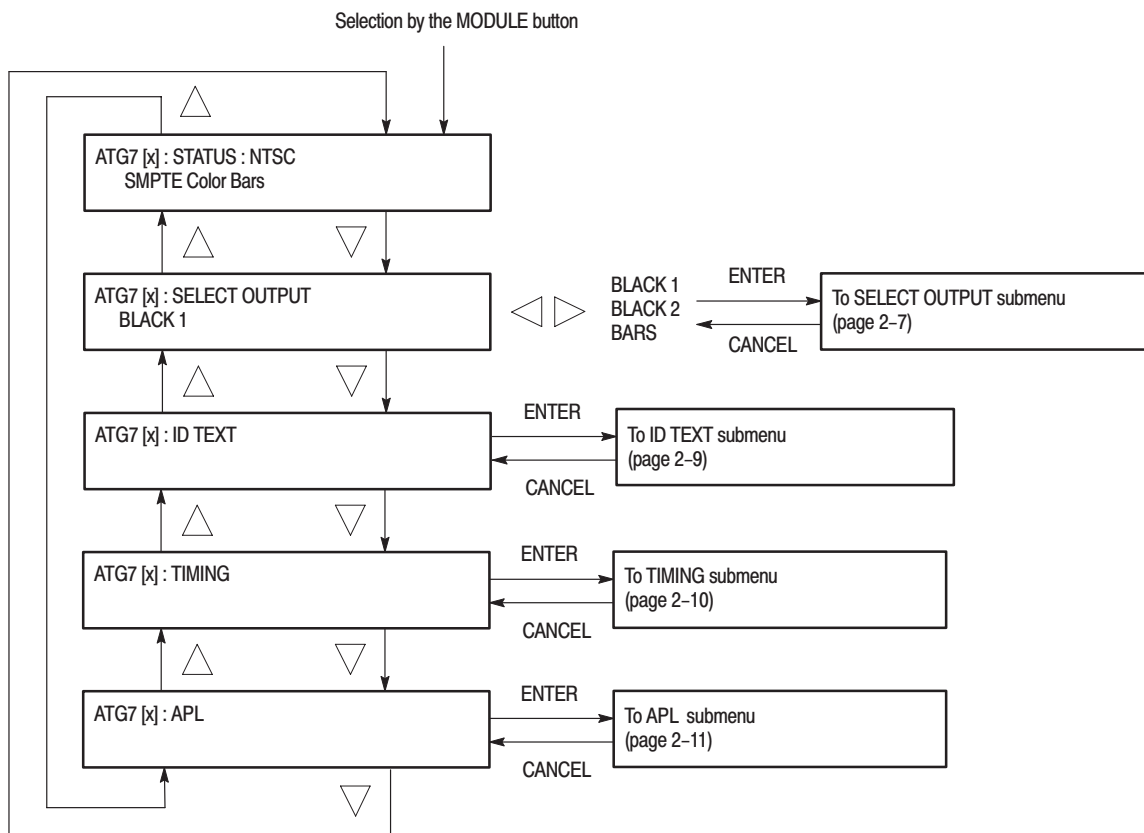 Selection by the MODULE button
ATG7 [x] : STATUS : NTSC
SMPTE Color Bars
ATG7 [x] : SELECT OUTPUT
BLACK 1
BLACK 1
BLACK 2
BARS
ENTER
CANCEL
To SELECT OUTPUT submenu
(page 2–7)
ATG7 [x] : ID TEXT
ENTER
CANCEL
To ID TEXT submenu
(page 2–9)
ATG7 [x] : TIMING
ENTER
CANCEL
To TIMING submenu
(page 2–10)
ATG7 [x] : APL
ENTER
CANCEL
To APL submenu
(page 2–11)